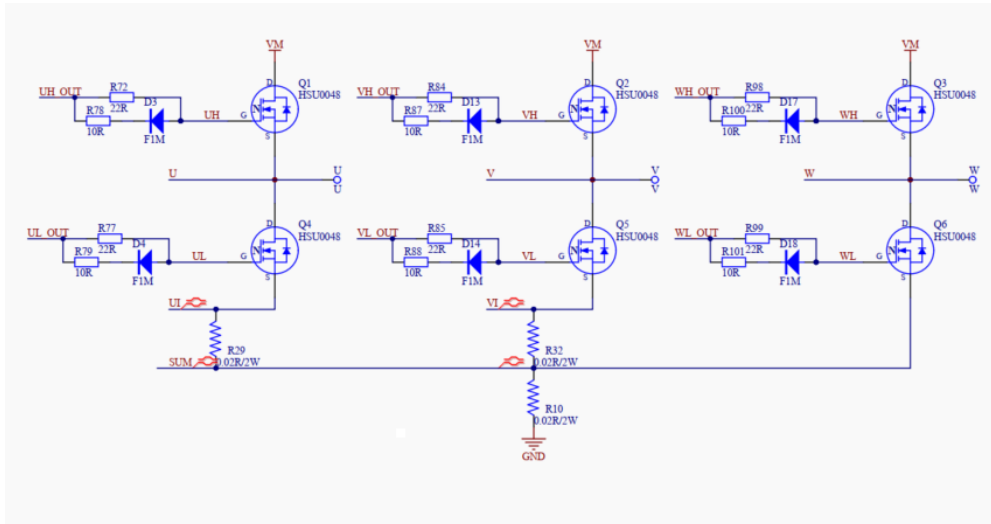 VM
VM
VM
UH_OUT
R72
22R
R78
10R
D3
F1M
UH
G
D
S
N
Q1
HSU0048
VH_OUT
R84
22R
R87
10R
D13
F1M
VH
G
D
S
N
Q2
HSU0048
WH_OUT
R98
22R
R100
10R
D17
F1M
WH
G
D
S
N
Q3
HSU0048
U
U
U
V
V
V
W
W
W
UL_OUT
R77
22R
R79
10R
D4
F1M
UL
G
D
S
N
Q4
HSU0048
VL_OUT
R85
22R
R88
10R
D14
F1M
VL
G
D
S
N
Q5
HSU0048
WL_OUT
R99
22R
R101
10R
D18
F1M
WL
G
D
S
N
Q6
HSU0048
UI
VI
R29
0.02R/2W
R32
0.02R/2W
SUM
R10
0.02R/2W
GND